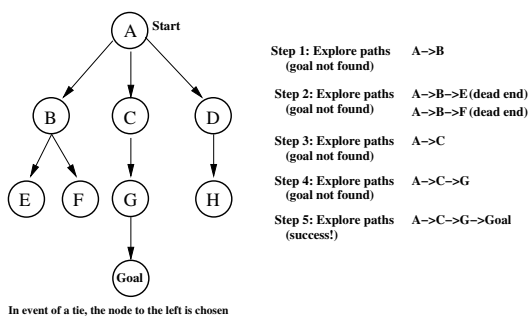 A Start
B C D
E F G H
Goal
In event of a tie, the node to the left is chosen
Step 1: Explore paths A->B
(goal not found)
Step 2: Explore paths A->B->E (dead end)
(goal not found) A->B->F (dead end)
Step 3: Explore paths A->C
(goal not found)
Step 4: Explore paths A->C->G
(goal not found)
Step 5: Explore paths A->C->G->Goal
(success!)